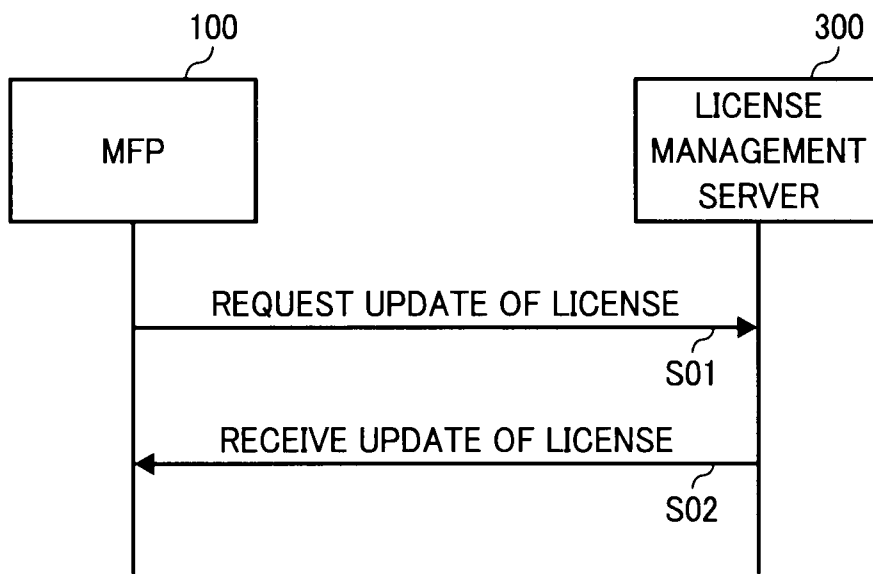 100
300
MFP
LICENSE
MANAGEMENT
SERVER
REQUEST UPDATE OF LICENSE
S01
RECEIVE UPDATE OF LICENSE
S02